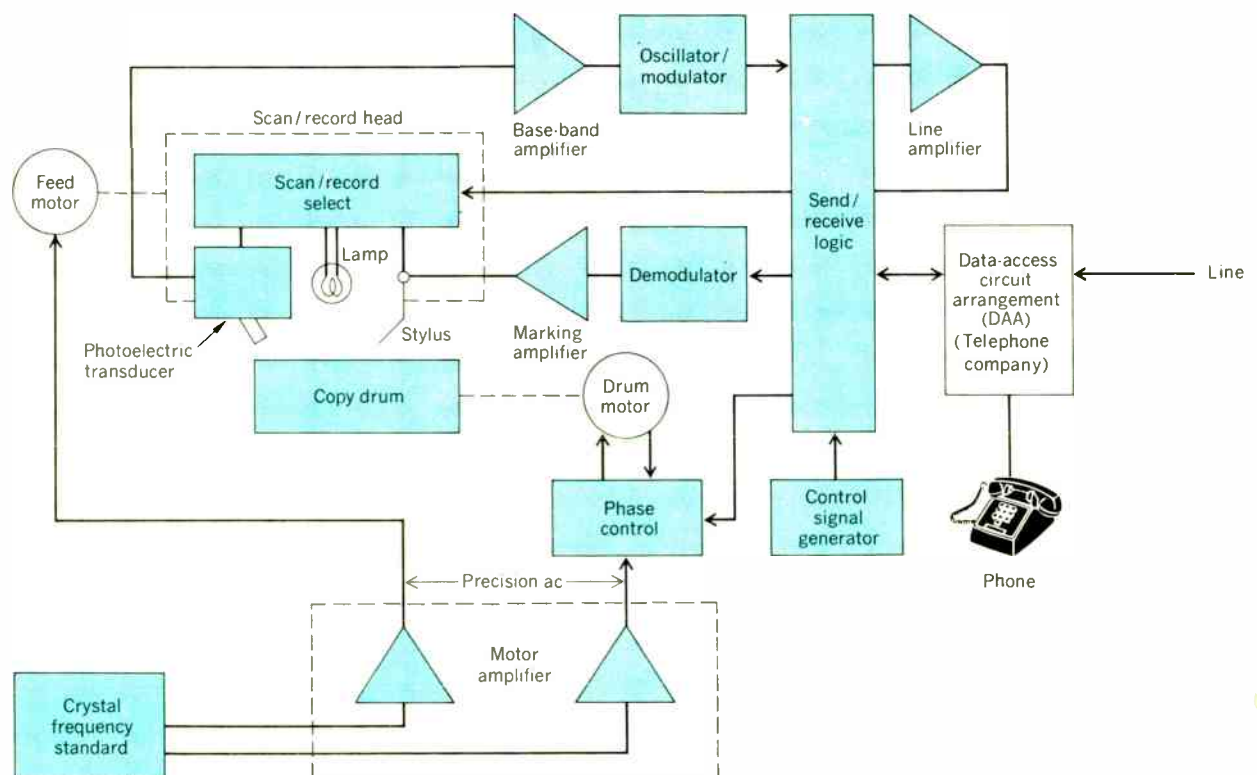 Oscillator/
modulator
Base-band
amplifier
Line
amplifier
Scan/record head
Feed
motor
Scan/record
select
Send/
receive
logic
Lamp
Demodulator
Data-access
circuit
arrangement
(DAA)
(Telephone
company)
Line
Photoelectric
transducer
Stylus
Marking
amplifier
Copy drum
Drum
motor
Phase
control
Control
signal
generator
Phone
Precision ac
Motor
amplifier
Crystal
frequency
standard